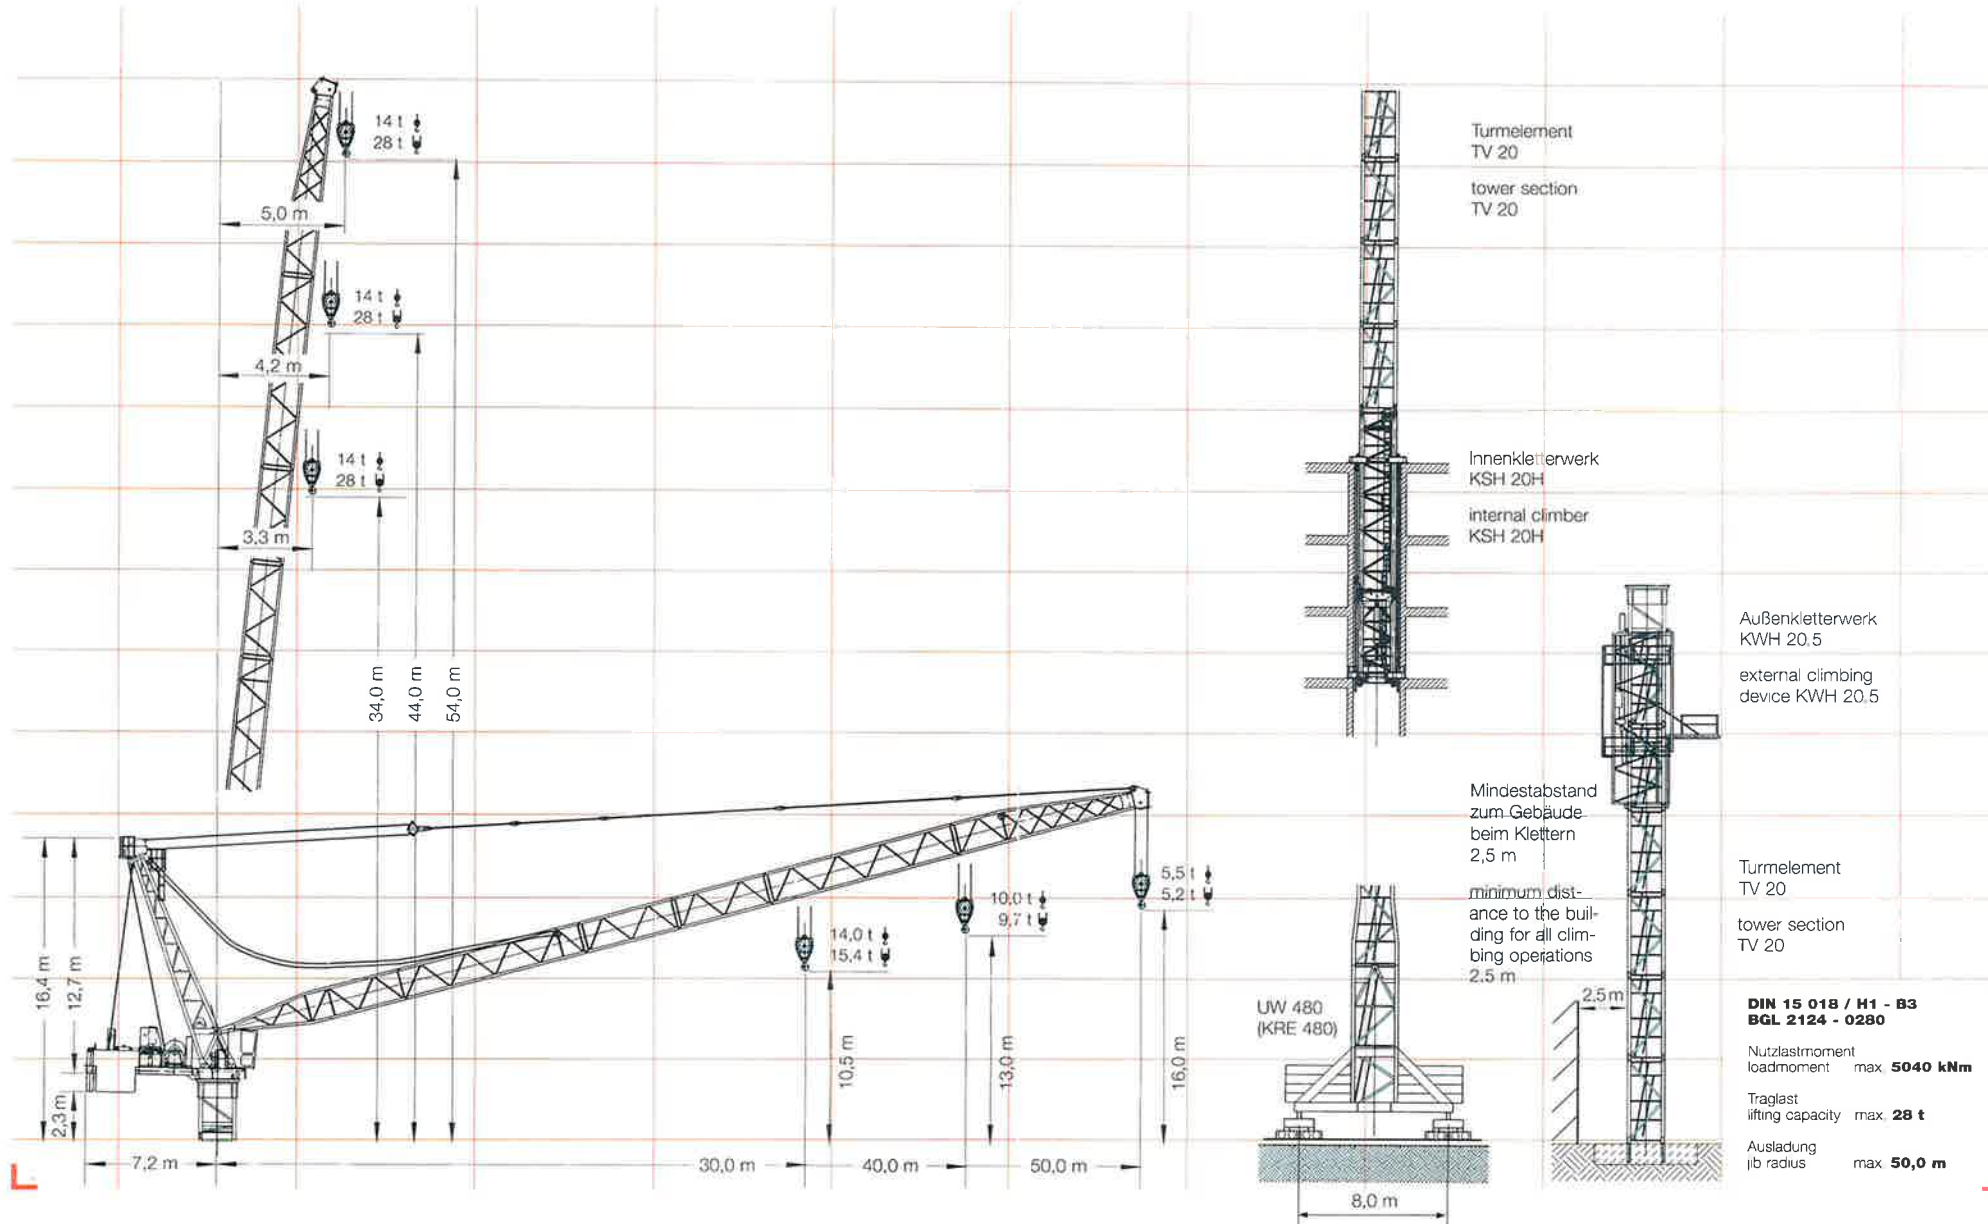 14 t
28 t
5,0 m
14 t
28 t
4,2 m
14 t
28 t
3,3 m
34,0 m
44,0 m
54,0 m
16,4 m
12,7 m
2,3 m
7,2 m
30,0 m
40,0 m
50,0 m
14,0 t
15,4 t
10,0 t
9,7 t
5,5 t
5,2 t
10,5 m
13,0 m
16,0 m
Turmelement
TV 20
tower section
TV 20
Innenkletterwerk
KSH 20H
internal climber
KSH 20H
Außenkletterwerk
KWH 20.5
external climbing
device KWH 20.5
Mindestabstand
zum Gebäude
beim Klettern
2,5 m
minimum dist-
ance to the buil-
ding for all clim-
bing operations
2.5 m
UW 480
(KRE 480)
8,0 m
2.5 m
Turmelement
TV 20
tower section
TV 20
DIN 15 018 / H1 - B3
BGL 2124 - 0280
Nutzlastmoment
loadmoment max. 5040 kNm
Traglast
lifting capacity max. 28 t
Ausladung
jib radius max. 50,0 m